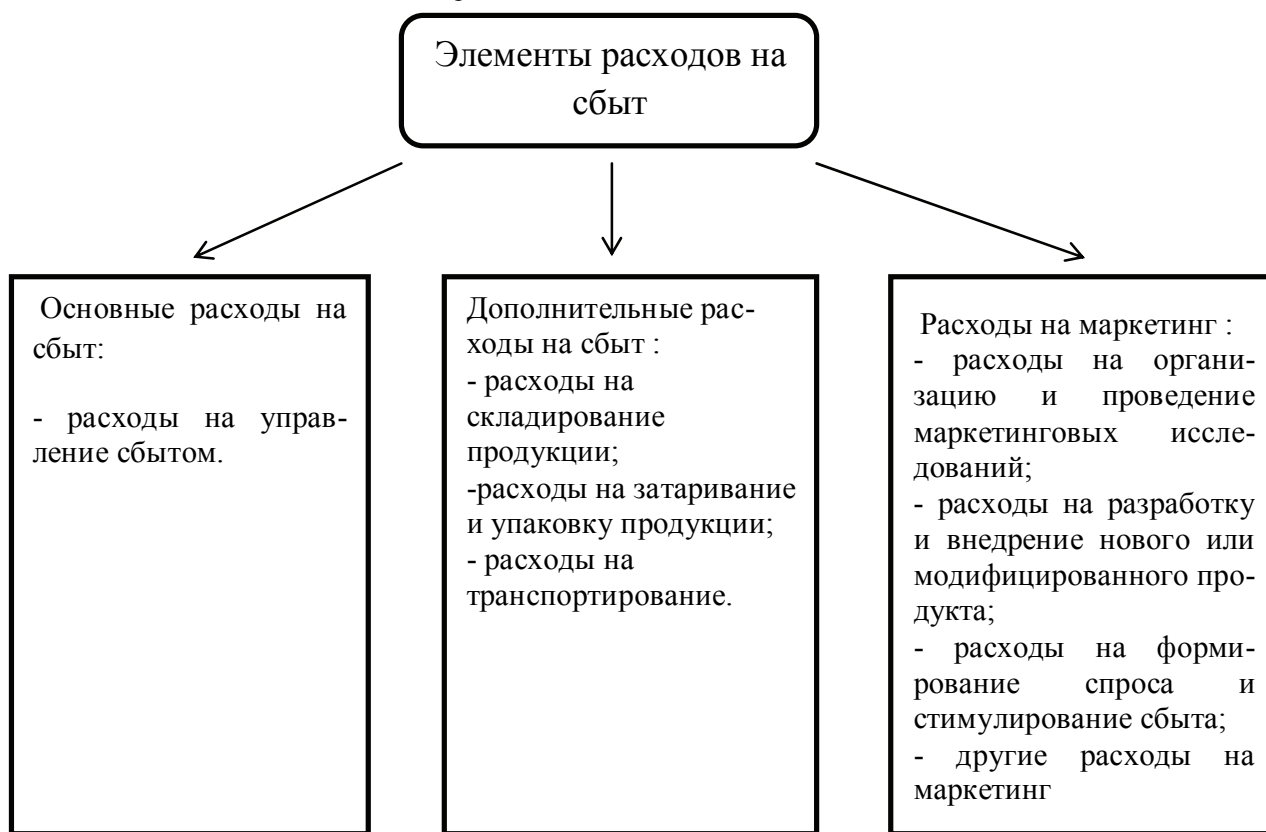 Элементы расходов на
сбыт
Основные расходы на
сбыт:
- расходы на управ-
ление сбытом.
Дополнительные рас-
ходы на сбыт :
- расходы на
складирование
продукции;
-расходы на затаривание
и упаковку продукции;
- расходы на
транспортирование.
Расходы на маркетинг :
- расходы на органи-
зацию и проведение
маркетинговых иссле-
дований;
- расходы на разработку
и внедрение нового или
модифицированного про-
дукта;
- расходы на форми-
рование спроса и
стимулирование сбыта;
- другие расходы на
маркетинг